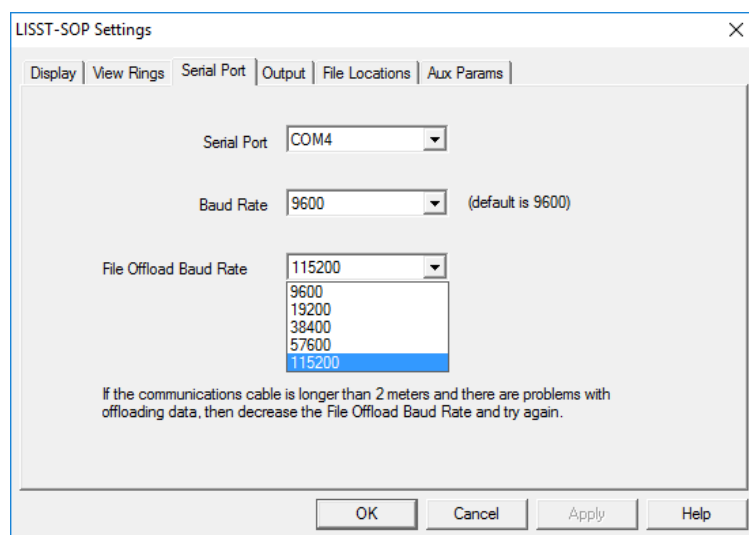 LISST-SOP Settings
Display View Rings Serial Port Output File Locations Aux Params
Serial Port COM4
Baud Rate 9600 (default is 9600)
File Offload Baud Rate 115200
9600
19200
38400
57600
115200
If the communications cable is longer than 2 meters and there are problems with
offloading data, then decrease the File Offload Baud Rate and try again.
OK Cancel Apply Help